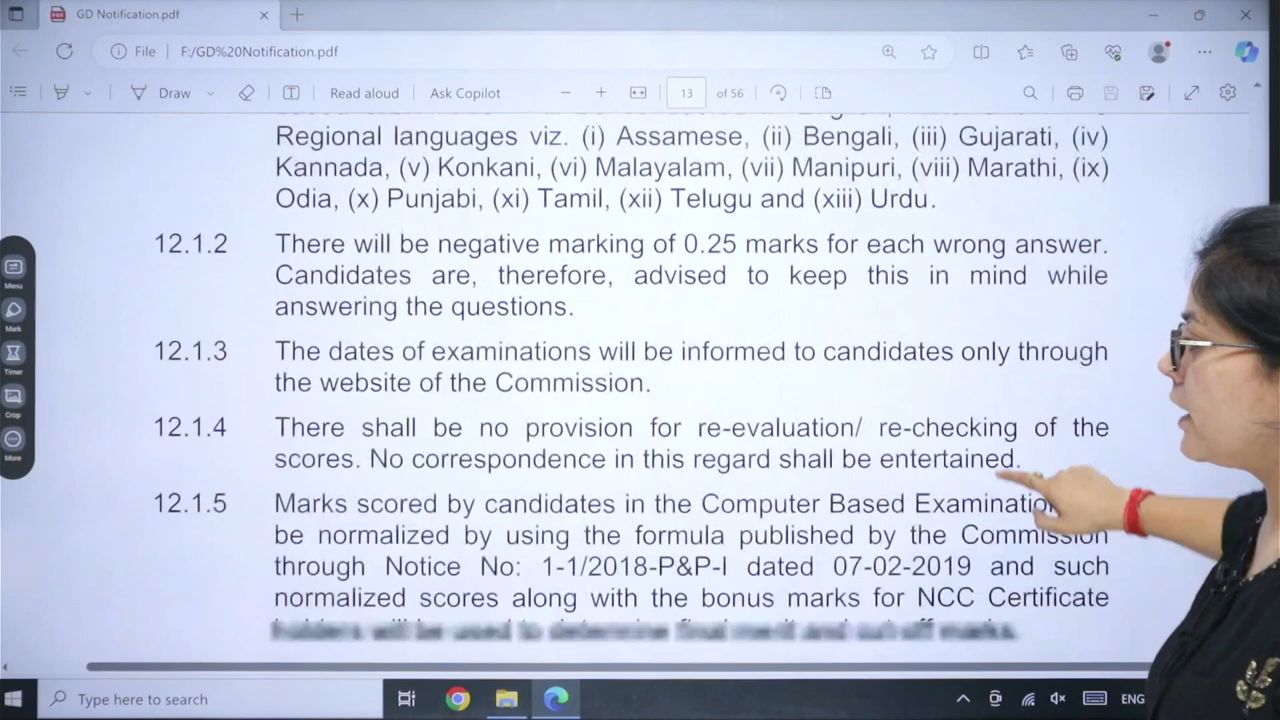 GD Notification.pdf
File F:/GD%20Notification.pdf
Draw Read aloud Ask Copilot 13 of 56
Regional languages viz. (i) Assamese, (ii) Bengali, (iii) Gujarati, (iv)
Kannada, (v) Konkani, (vi) Malayalam, (vii) Manipuri, (viii) Marathi, (ix)
Odia, (x) Punjabi, (xi) Tamil, (xii) Telugu and (xiii) Urdu.
12.1.2 There will be negative marking of 0.25 marks for each wrong answer.
Candidates are, therefore, advised to keep this in mind while
answering the questions.
12.1.3 The dates of examinations will be informed to candidates only through
the website of the Commission.
12.1.4 There shall be no provision for re-evaluation/ re-checking of the
scores. No correspondence in this regard shall be entertained.
12.1.5 Marks scored by candidates in the Computer Based Examination
be normalized by using the formula published by the Commission
through Notice No: 1-1/2018-P&P-I dated 07-02-2019 and such
normalized scores along with the bonus marks for NCC Certificate
Menu
Mark
Timer
Crop
More
Type here to search
ENG